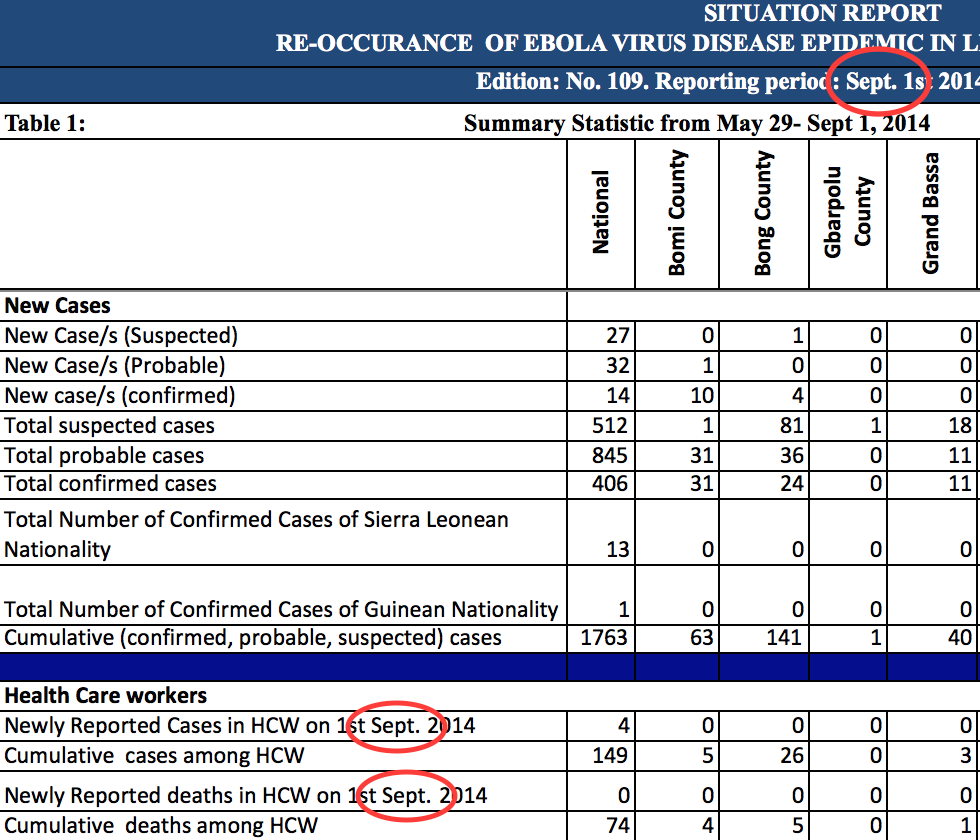 SITUATION REPORT
RE-OCCURANCE OF EBOLA VIRUS DISEASE EPIDEMIC IN
Edition: No. 109. Reporting period: Sept. 1st 2014
Table 1: Summary Statistic from May 29- Sept 1, 2014
National Bomi County Bong County Gbarpolu County Grand Bassa
New Cases
New Case/s (Suspected) 27 0 1 0 0
New Case/s (Probable) 32 1 0 0 0
New case/s (confirmed) 14 10 4 0 0
Total suspected cases 512 1 81 1 18
Total probable cases 845 31 36 0 11
Total confirmed cases 406 31 24 0 11
Total Number of Confirmed Cases of Sierra Leonean
Nationality 13 0 0 0 0
Total Number of Confirmed Cases of Guinean Nationality 1 0 0 0 0
Cumulative (confirmed, probable, suspected) cases 1763 63 141 1 40
Health Care workers
Newly Reported Cases in HCW on 1st Sept. 2014 4 0 0 0 0
Cumulative cases among HCW 149 5 26 0 3
Newly Reported deaths in HCW on 1st Sept. 2014 0 0 0 0 0
Cumulative deaths among HCW 74 4 5 0 1